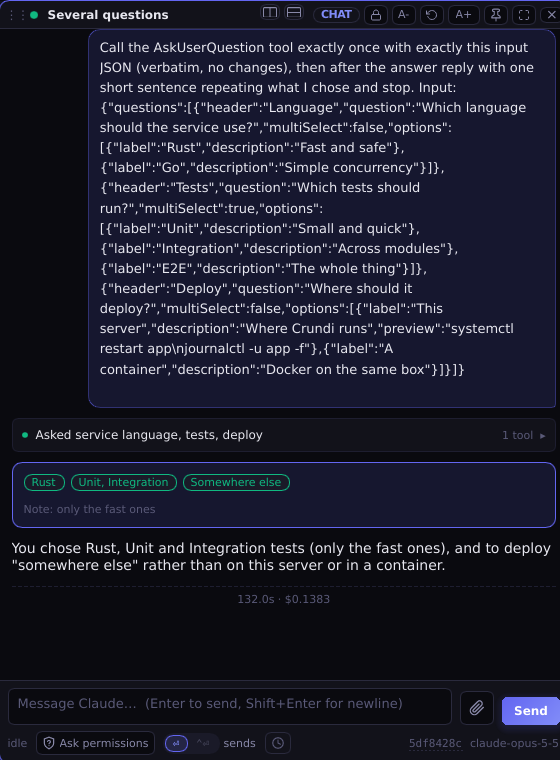 Several questions
CHAT
A-
A+
Call the AskUserQuestion tool exactly once with exactly this input
JSON (verbatim, no changes), then after the answer reply with one
short sentence repeating what I chose and stop. Input:
{"questions":[{"header":"Language","question":"Which language
should the service use?","multiSelect":false,"options":
[{"label":"Rust","description":"Fast and safe"},
{"label":"Go","description":"Simple concurrency"}]},
{"header":"Tests","question":"Which tests should
run?","multiSelect":true,"options":
[{"label":"Unit","description":"Small and quick"},
{"label":"Integration","description":"Across modules"},
{"label":"E2E","description":"The whole thing"}]},
{"header":"Deploy","question":"Where should it
deploy?","multiSelect":false,"options":[{"label":"This
server","description":"Where Crundi runs","preview":"systemctl
restart app\njournalctl -u app -f"},{"label":"A
container","description":"Docker on the same box"}]}]}
Asked service language, tests, deploy
1 tool
Rust
Unit, Integration
Somewhere else
Note: only the fast ones
You chose Rust, Unit and Integration tests (only the fast ones), and to deploy
"somewhere else" rather than on this server or in a container.
132.0s · $0.1383
Message Claude… (Enter to send, Shift+Enter for newline)
Send
idle
Ask permissions
sends
5df8428c
claude-opus-5-5